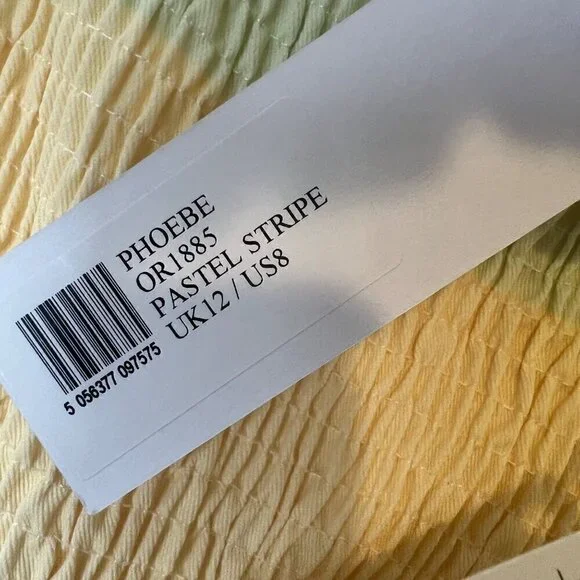 PHOEBE
OR1885
PASTEL STRIPE
UK12 / US8
5 056377 097575